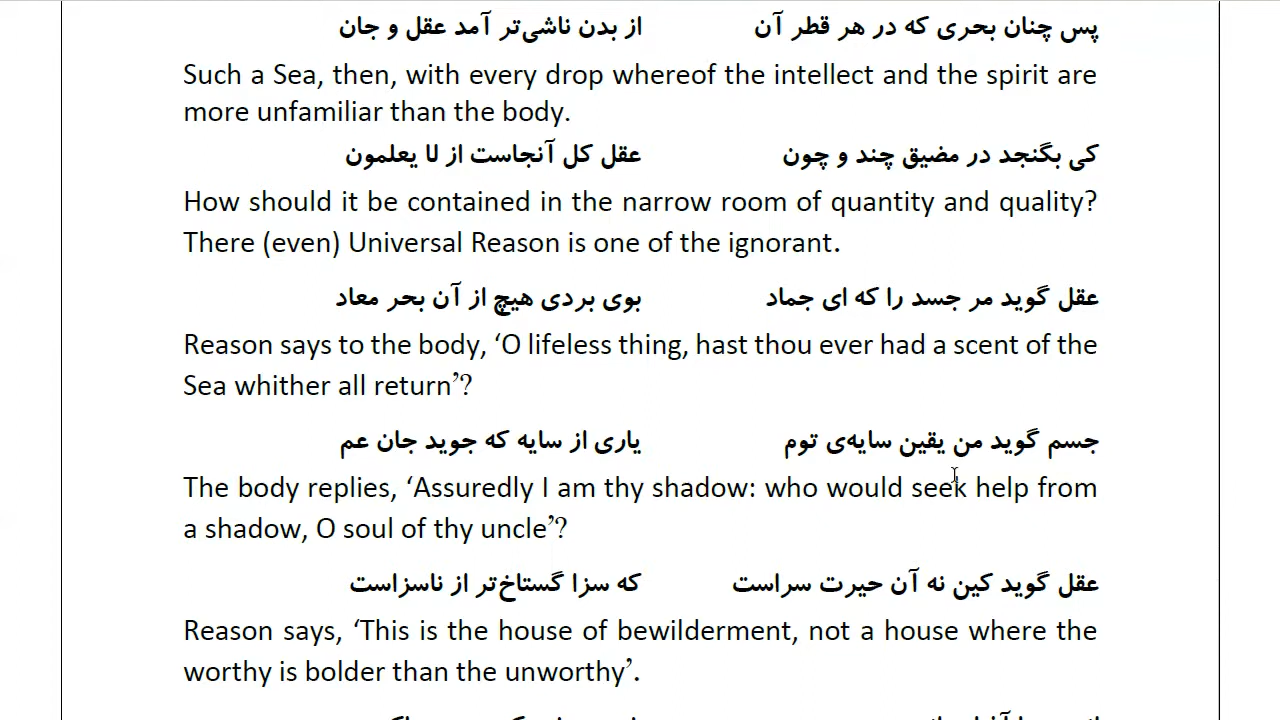 پس چنان بحری که در هر قطر آن از بدن ناشی‌تر آمد عقل و جان
Such a Sea, then, with every drop whereof the intellect and the spirit are
more unfamiliar than the body.
کی بگنجد در مضیق چند و چون عقل کل آنجاست از لا یعلمون
How should it be contained in the narrow room of quantity and quality?
There (even) Universal Reason is one of the ignorant.
عقل گوید مر جسد را که ای جماد بوی بردی هیچ از آن بحر معاد
Reason says to the body, ‘O lifeless thing, hast thou ever had a scent of the
Sea whither all return’?
جسم گوید من یقین سایه‌ی توم یاری از سایه که جوید جان عم
The body replies, ‘Assuredly I am thy shadow: who would seek help from
a shadow, O soul of thy uncle’?
عقل گوید کین نه آن حیرت سراست که سزا گستاخ‌تر از ناسزاست
Reason says, ‘This is the house of bewilderment, not a house where the
worthy is bolder than the unworthy’.